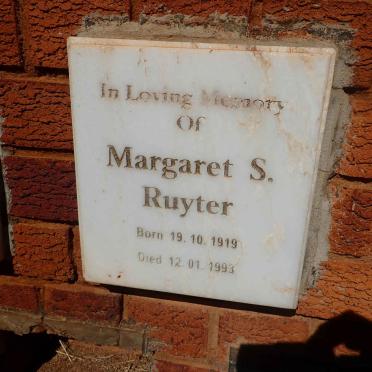 In Loving Memory
Of
Margaret S.
Ruyter
Born 19.10.1919
Died 12.01.1993